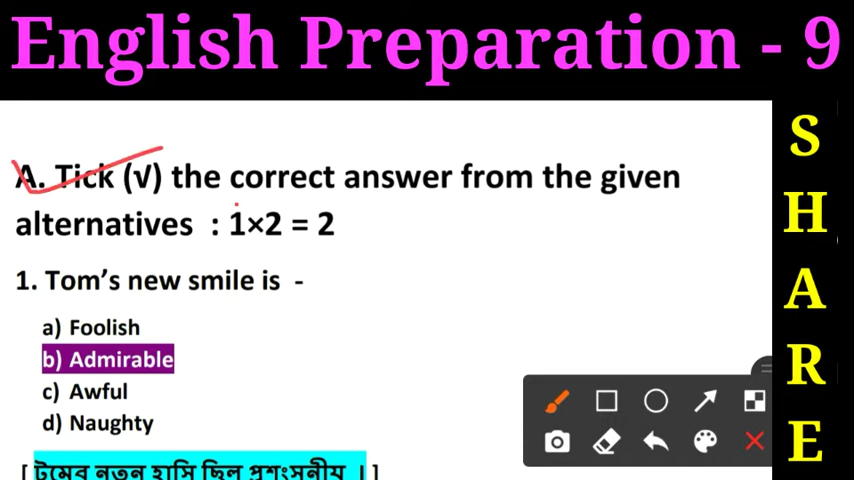 English Preparation - 9
A. Tick (√) the correct answer from the given
alternatives : 1×2 = 2
1. Tom's new smile is -
a) Foolish
b) Admirable
c) Awful
d) Naughty
[ টমের নতুন হাসি ছিল প্রশংসনীয় । ]
S
H
A
R
E